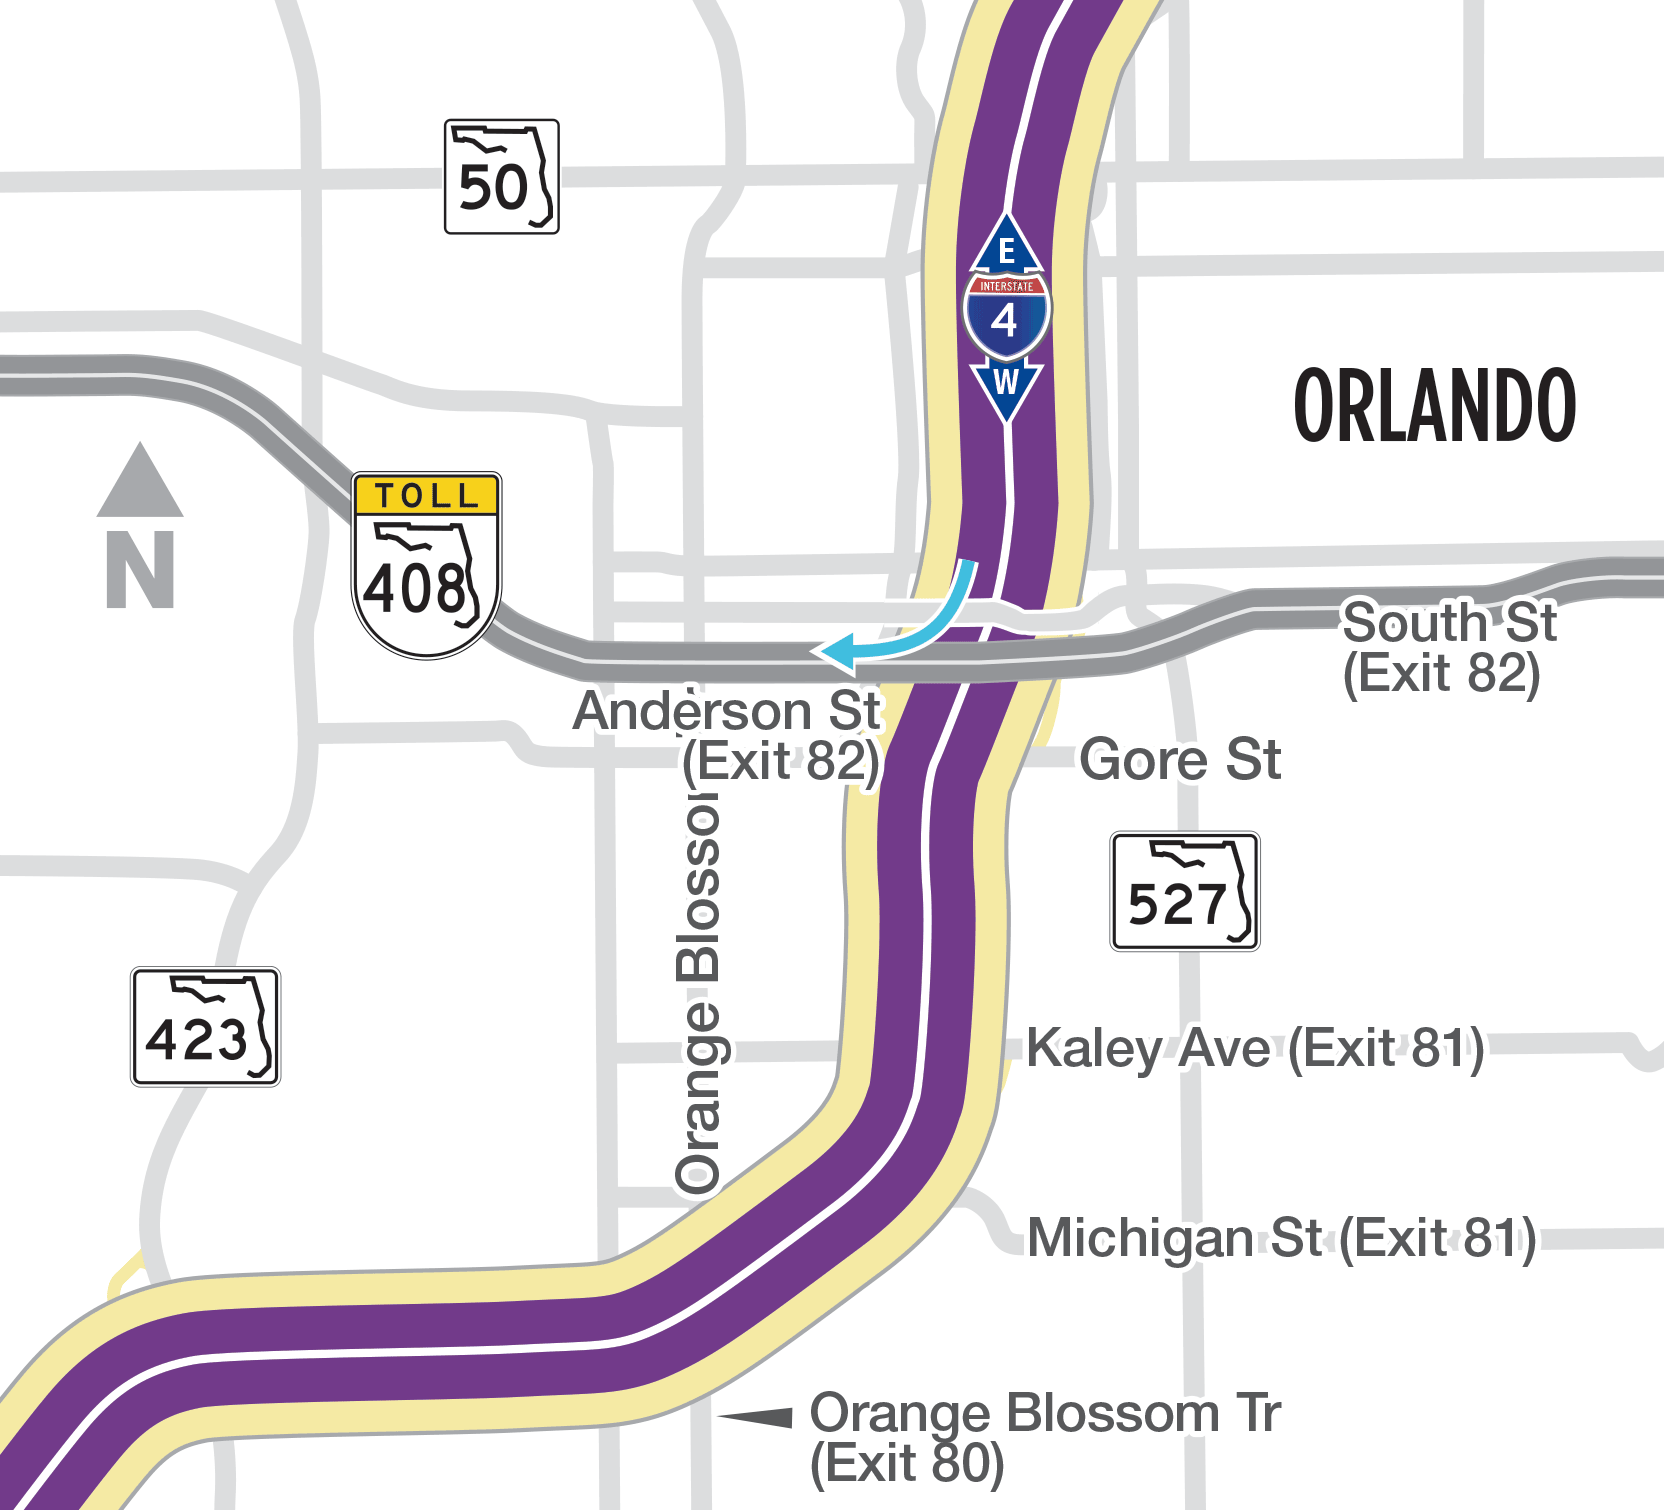 50
E
INTERSTATE
4
W
ORLANDO
TOLL
408
N
South St
(Exit 82)
Anderson St
(Exit 82)
Gore St
Orange Blossom
527
423
Kaley Ave (Exit 81)
Michigan St (Exit 81)
Orange Blossom Tr
(Exit 80)